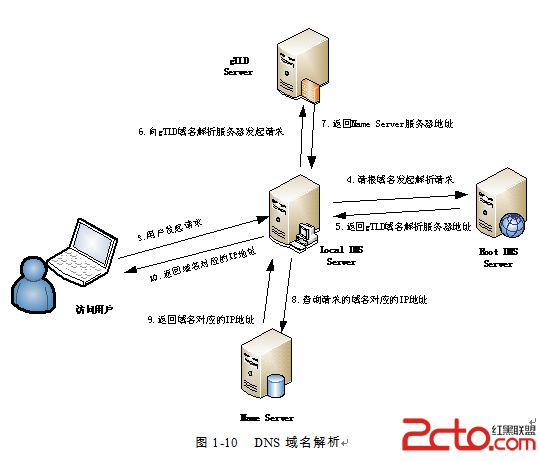 gTLD
Server
6.向gTLD域名解析服务器发起请求
7.返回Name Server服务器地址
4.请根域名发起解析请求
5.返回gTLD域名解析服务器地址
3.用户发起请求
10.返回域名对应的IP地址
Local DNS
Server
Root DNS
Server
访问用户
8.查询请求的域名对应的IP地址
9.返回域名对应的IP地址
Name Server
图 1-10 DNS 域名解析
2cto 红黑联盟
.com